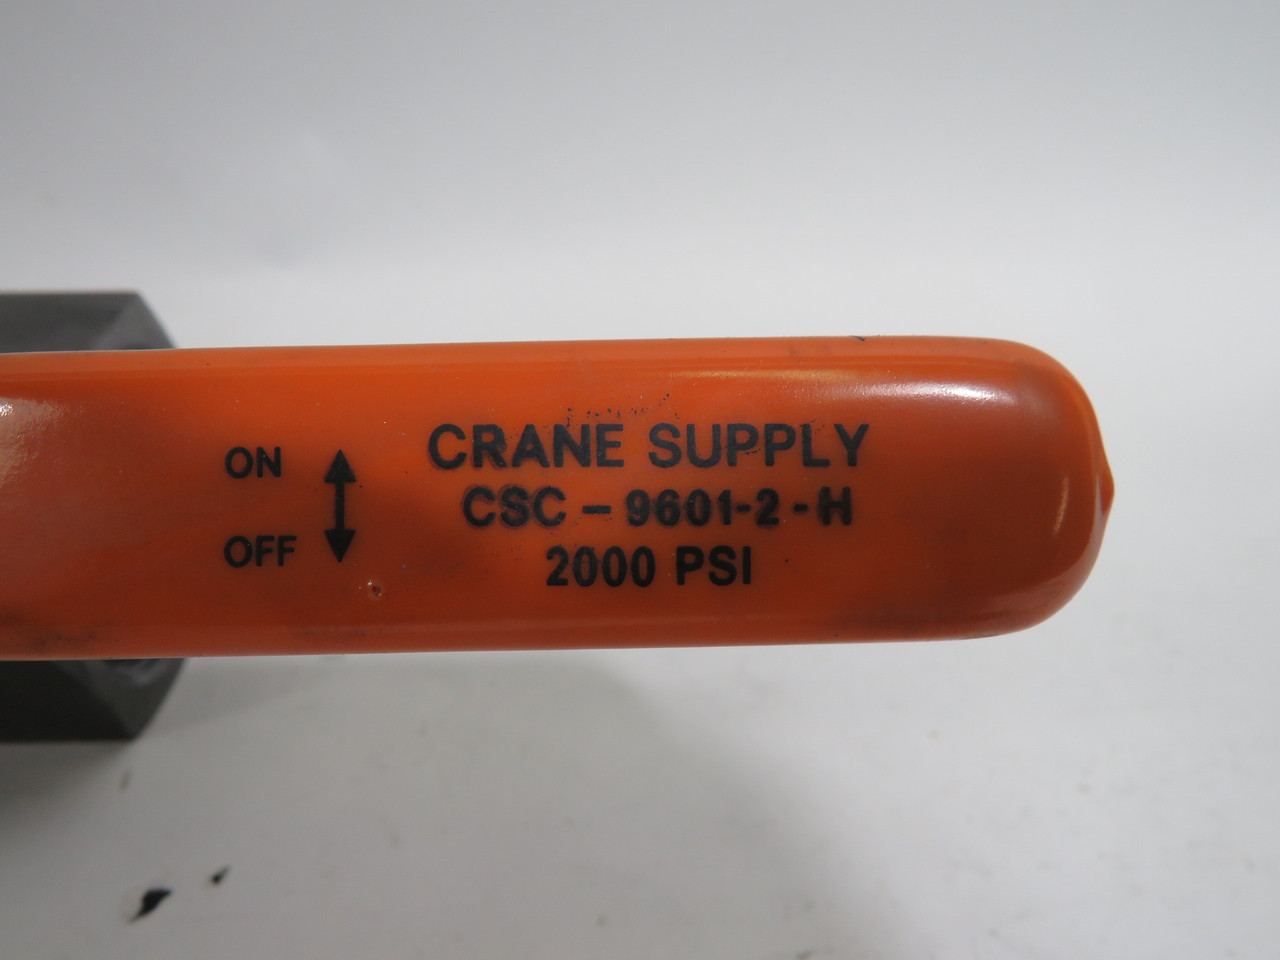 ON
OFF
CRANE SUPPLY
CSC - 9601-2-H
2000 PSI